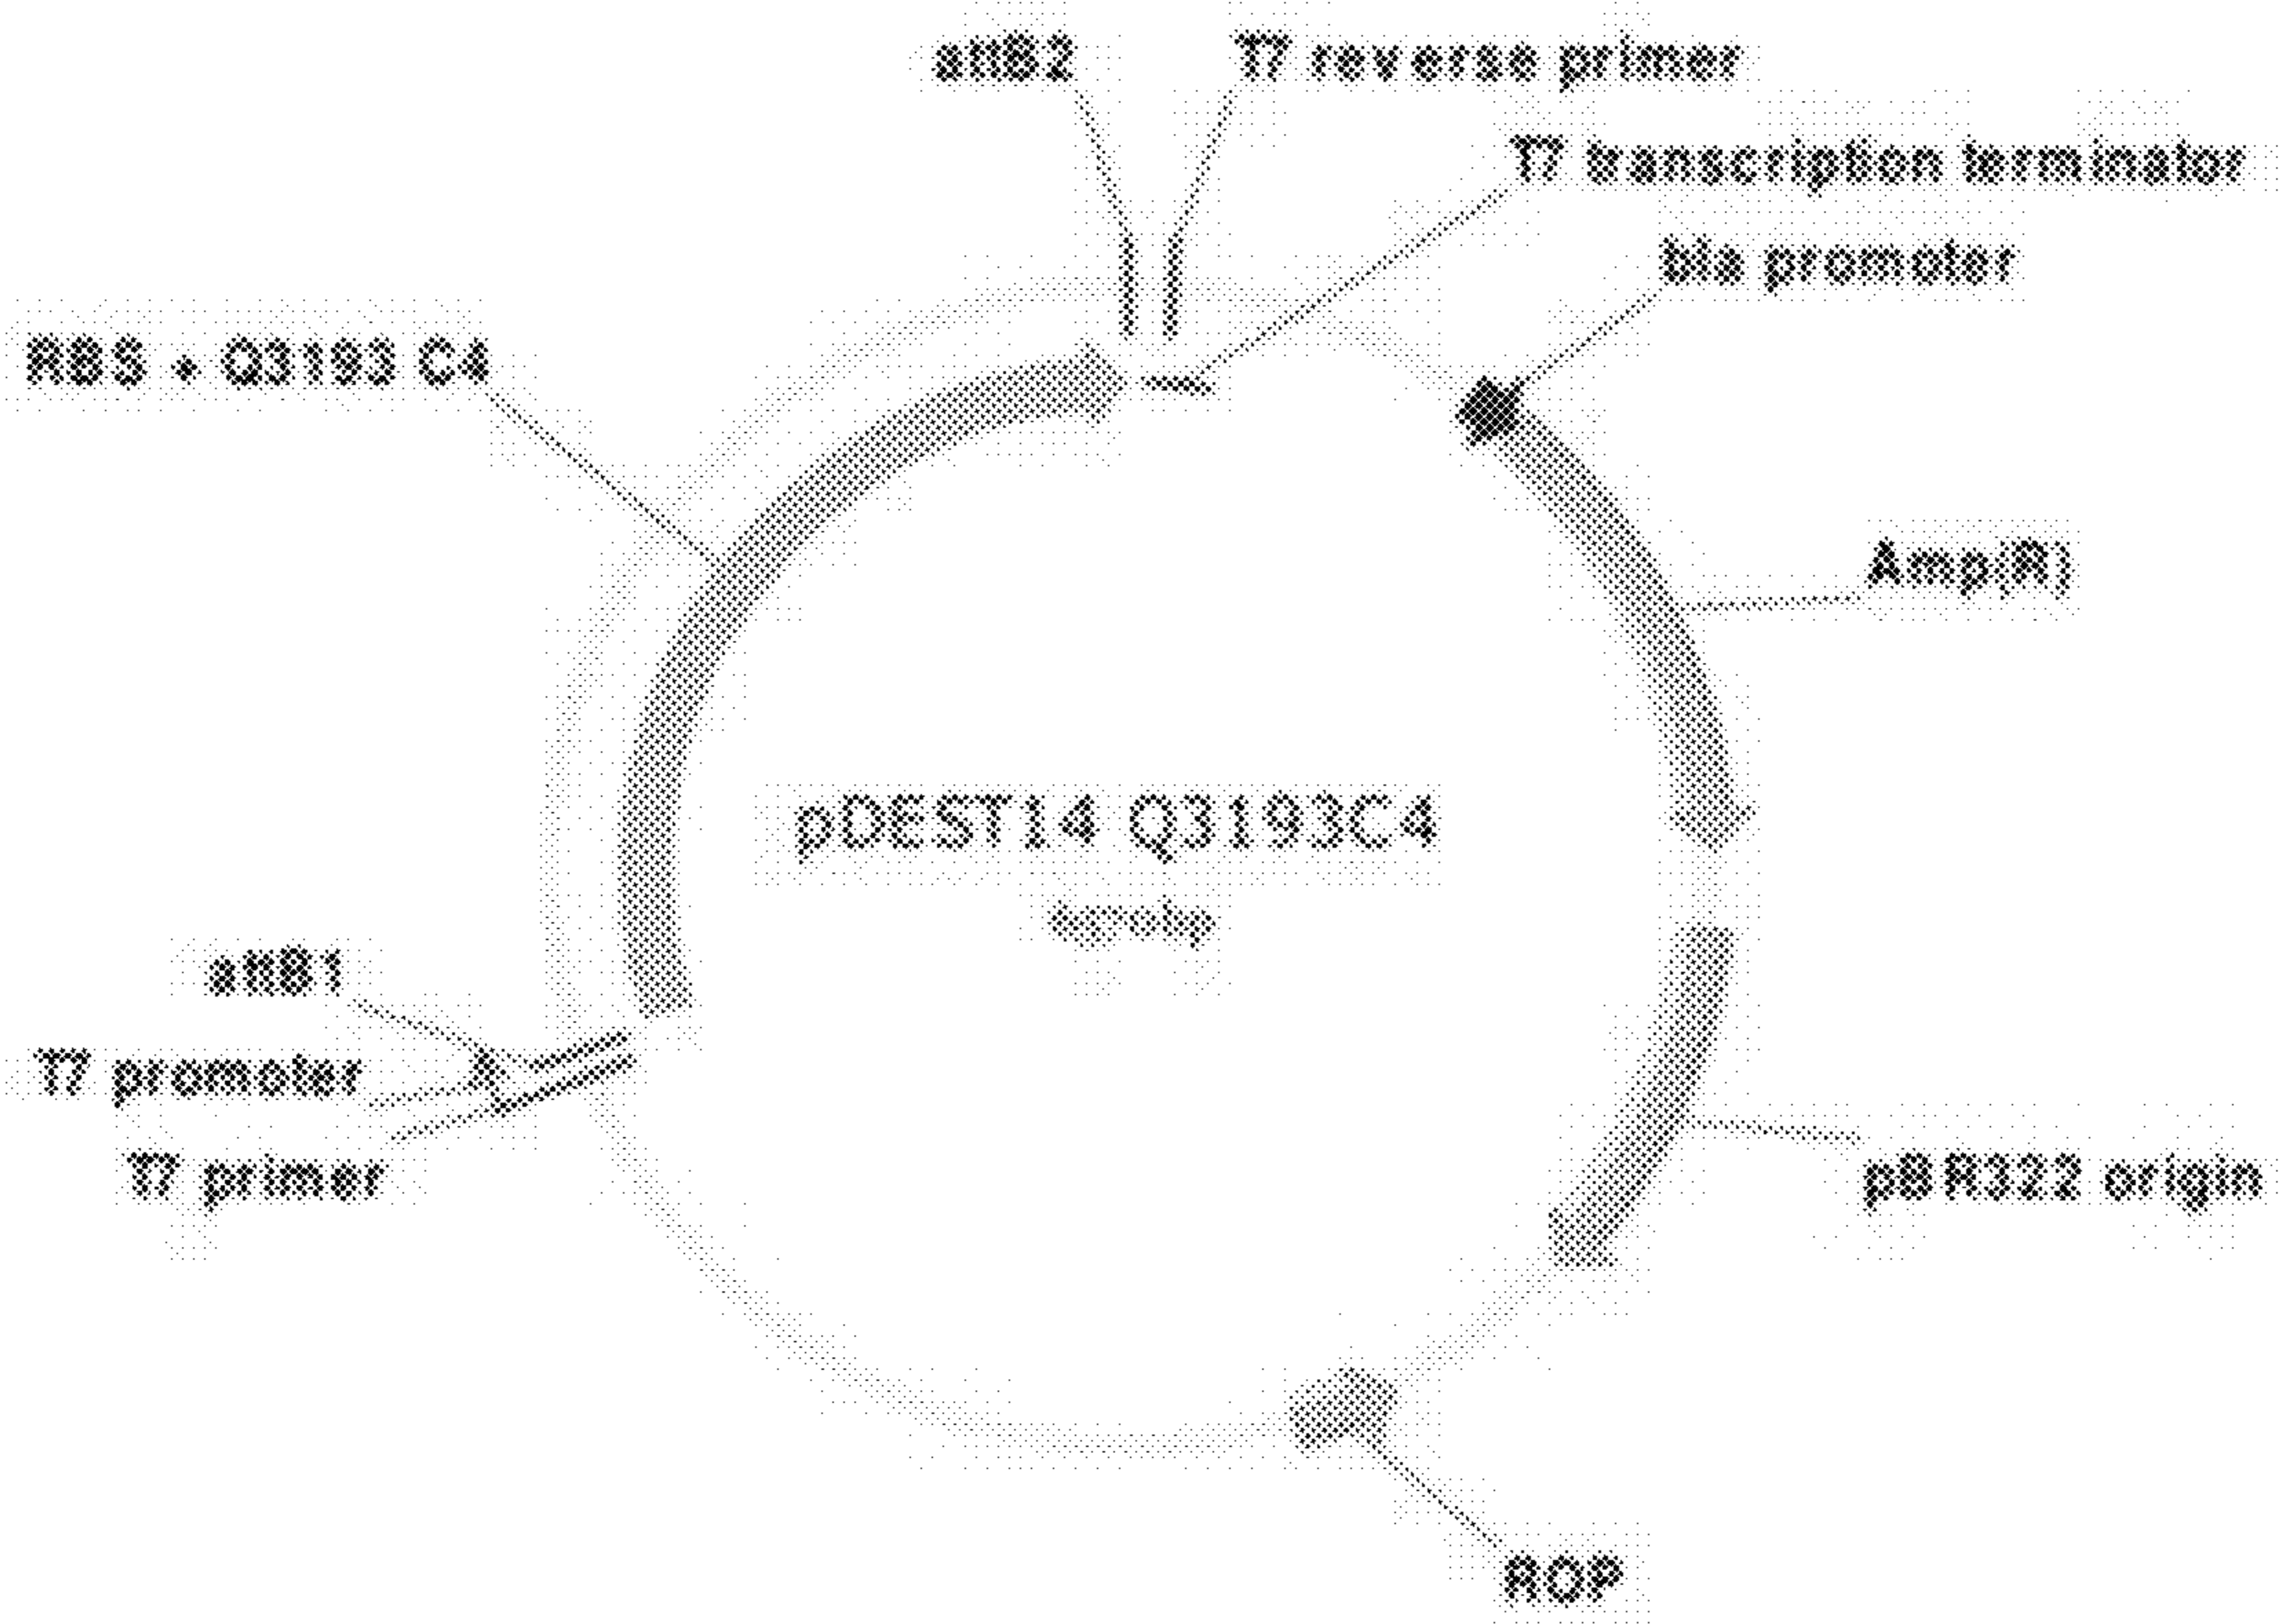 attB2
T7 reverse primer
T7 transcription terminator
bla promoter
RBS + Q3193 C4
Amp(R)
pDEST14 Q3193C4
attB1
T7 promoter
T7 primer
pBR322 origin
ROP